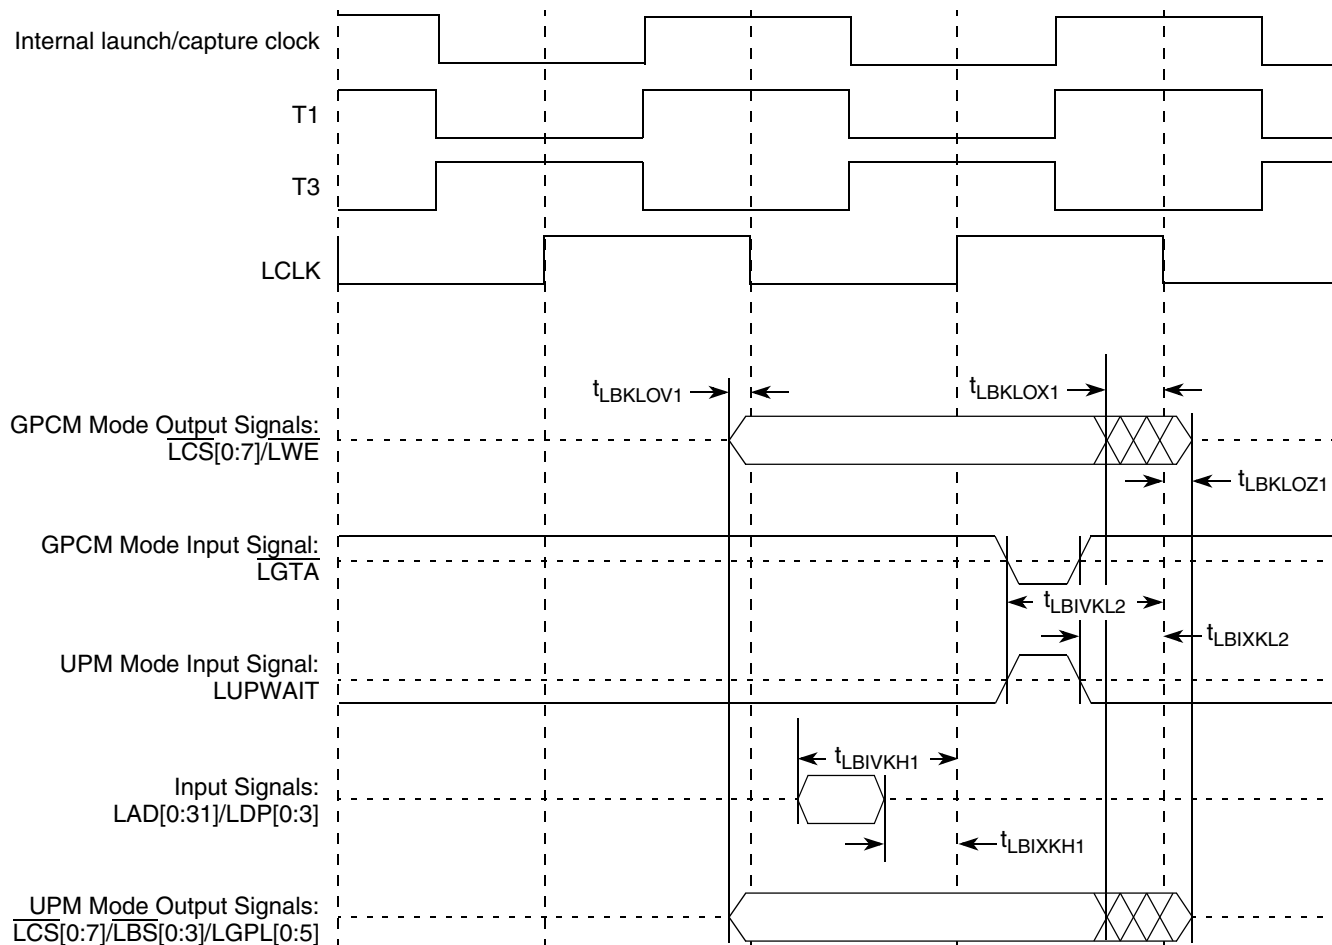 Internal launch/capture clock
T1
T3
LCLK
tLBKLOV1
tLBKLOX1
GPCM Mode Output Signals:
LCS[0:7]/LWE
tLBKLOZ1
GPCM Mode Input Signal:
LGTA
tLBIVKL2
tLBIXKL2
UPM Mode Input Signal:
LUPWAIT
tLBIVKH1
Input Signals:
LAD[0:31]/LDP[0:3]
tLBIXKH1
UPM Mode Output Signals:
LCS[0:7]/LBS[0:3]/LGPL[0:5]